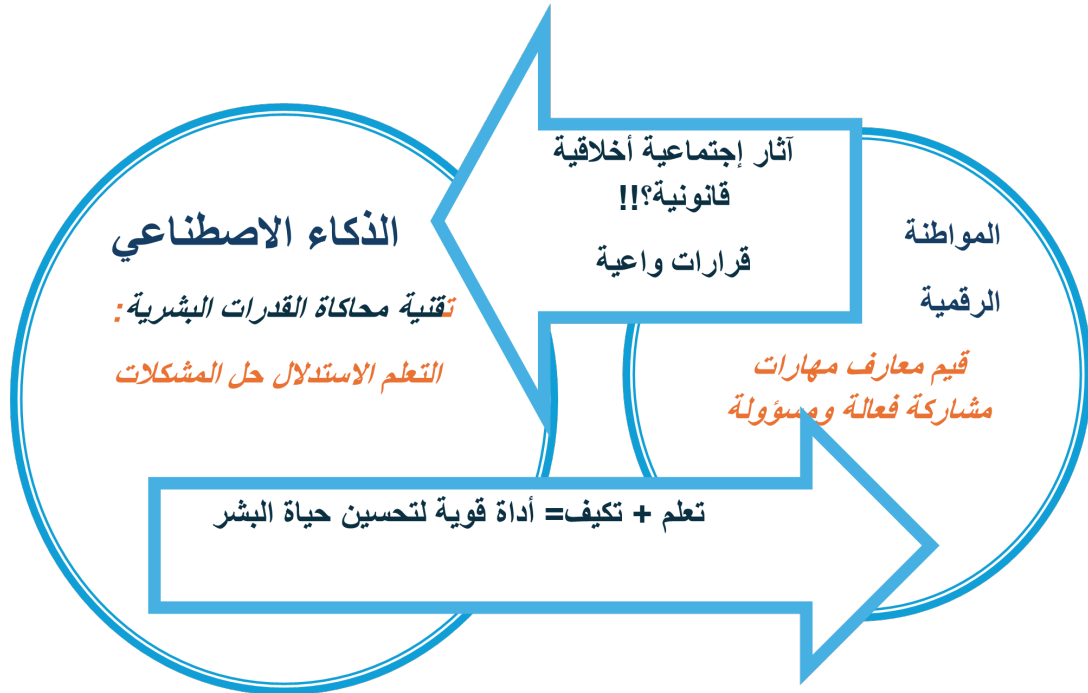 آثار إجتماعية أخلاقية
قانونية؟!!
قرارات واعية
المواطنة
الرقمية
قيم معارف مهارات
مشاركة فعالة ومسؤولة
الذكاء الاصطناعي
تقنية محاكاة القدرات البشرية:
التعلم الاستدلال حل المشكلات
تعلم + تكيف= أداة قوية لتحسين حياة البشر